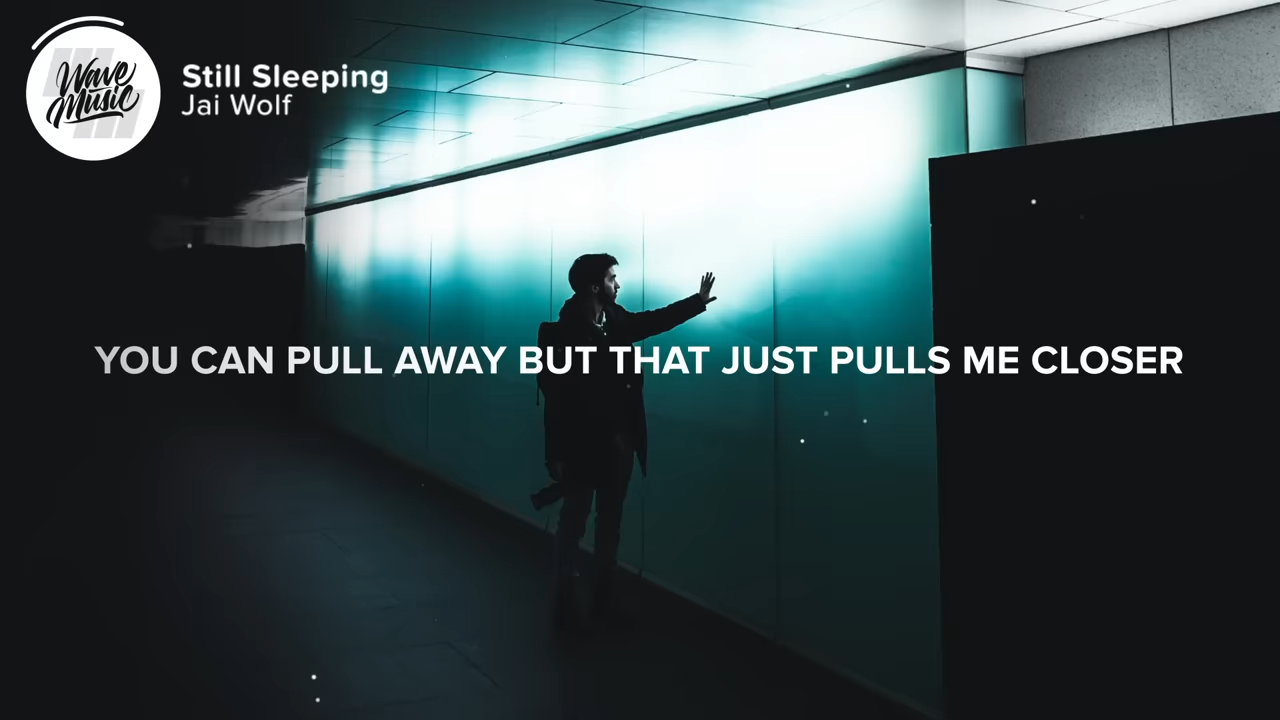 Wave
Music
Still Sleeping
Jai Wolf
YOU CAN PULL AWAY BUT THAT JUST PULLS ME CLOSER